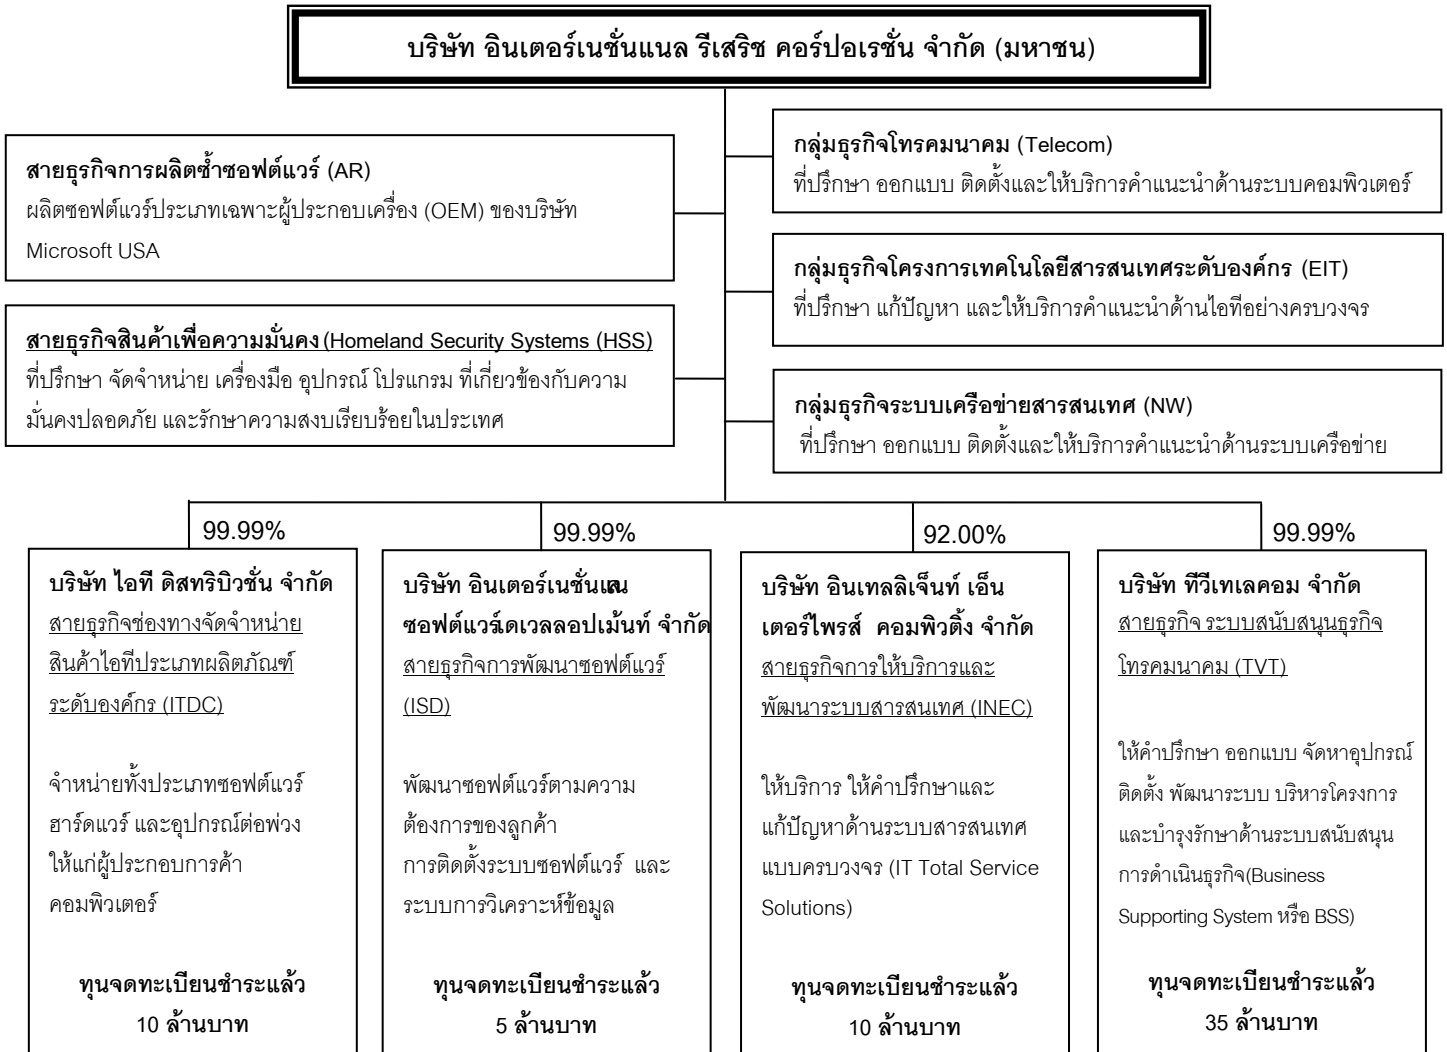 บริษัท อินเตอร์เนชั่นแนล รีเสริช คอร์ปอเรชั่น จำกัด (มหาชน)
สายธุรกิจการผลิตซ้ำซอฟต์แวร์ (AR)
ผลิตซอฟต์แวร์ประเภทเฉพาะผู้ประกอบเครื่อง (OEM) ของบริษัท
Microsoft USA
กลุ่มธุรกิจโทรคมนาคม (Telecom)
ที่ปรึกษา ออกแบบ ติดตั้งและให้บริการคำแนะนำด้านระบบคอมพิวเตอร์
กลุ่มธุรกิจโครงการเทคโนโลยีสารสนเทศระดับองค์กร (EIT)
ที่ปรึกษา แก้ปัญหา และให้บริการคำแนะนำด้านไอทีอย่างครบวงจร
สายธุรกิจสินค้าเพื่อความมั่นคง (Homeland Security Systems (HSS)
ที่ปรึกษา จัดจำหน่าย เครื่องมือ อุปกรณ์ โปรแกรม ที่เกี่ยวข้องกับความ
มั่นคงปลอดภัย และรักษาความสงบเรียบร้อยในประเทศ
กลุ่มธุรกิจระบบเครือข่ายสารสนเทศ (NW)
ที่ปรึกษา ออกแบบ ติดตั้งและให้บริการคำแนะนำด้านระบบเครือข่าย
99.99%
บริษัท ไอที ดิสทริบิวชั่น จำกัด
สายธุรกิจช่องทางจัดจำหน่าย
สินค้าไอทีประเภทผลิตภัณฑ์
ระดับองค์กร (ITDC)
จำหน่ายทั้งประเภทซอฟต์แวร์
ฮาร์ดแวร์ และอุปกรณ์ต่อพ่วง
ให้แก่ผู้ประกอบการค้า
คอมพิวเตอร์
ทุนจดทะเบียนชำระแล้ว
10 ล้านบาท
99.99%
บริษัท อินเตอร์เนชั่นแนล
ซอฟต์แวร์เดเวลลอปเม้นท์ จำกัด
สายธุรกิจการพัฒนาซอฟต์แวร์
(ISD)
พัฒนาซอฟต์แวร์ตามความ
ต้องการของลูกค้า
การติดตั้งระบบซอฟต์แวร์ และ
ระบบการวิเคราะห์ข้อมูล
ทุนจดทะเบียนชำระแล้ว
5 ล้านบาท
92.00%
บริษัท อินเทลลิเจ็นท์ เอ็น
เตอร์ไพรส์ คอมพิวติ้ง จำกัด
สายธุรกิจการให้บริการและ
พัฒนาระบบสารสนเทศ (INEC)
ให้บริการ ให้คำปรึกษาและ
แก้ปัญหาด้านระบบสารสนเทศ
แบบครบวงจร (IT Total Service
Solutions)
ทุนจดทะเบียนชำระแล้ว
10 ล้านบาท
99.99%
บริษัท ทีวีเทเลคอม จำกัด
สายธุรกิจ ระบบสนับสนุนธุรกิจ
โทรคมนาคม (TVT)
ให้คำปรึกษา ออกแบบ จัดหาอุปกรณ์
ติดตั้ง พัฒนาระบบ บริหารโครงการ
และบำรุงรักษาด้านระบบสนับสนุน
การดำเนินธุรกิจ(Business
Supporting System หรือ BSS)
ทุนจดทะเบียนชำระแล้ว
35 ล้านบาท